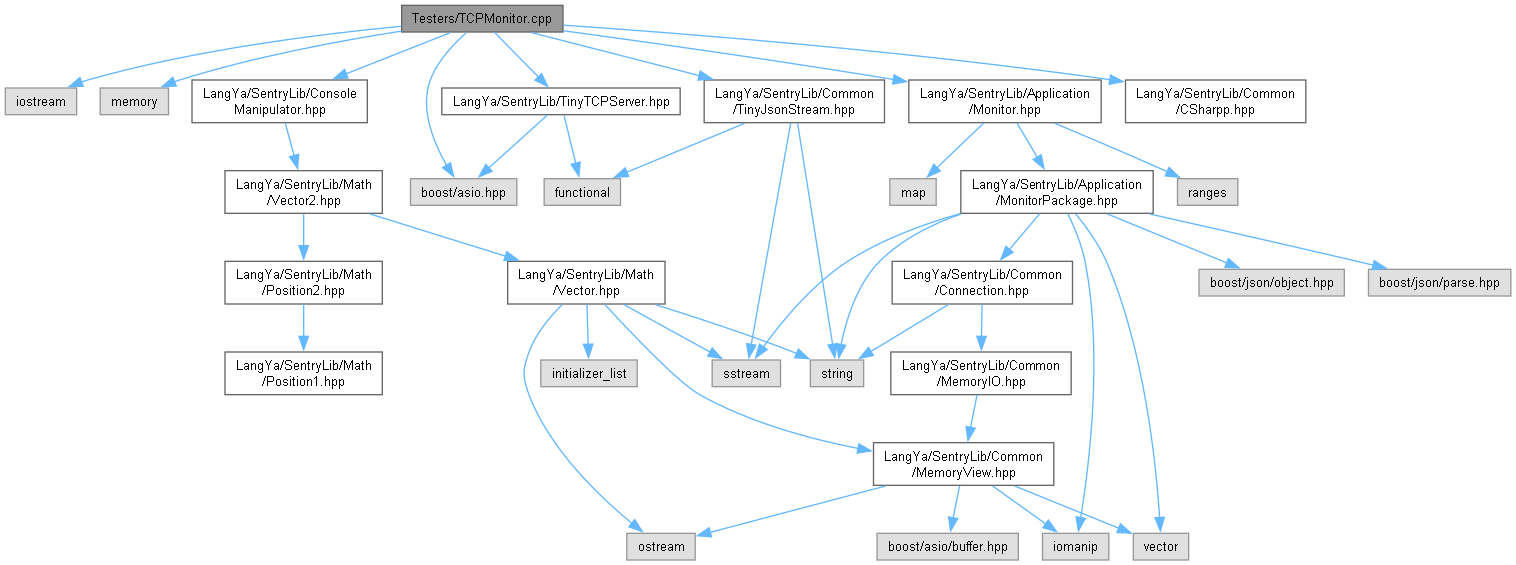 Testers/TCPMonitor.cpp
iostream
memory
LangYa/SentryLib/Console
Manipulator.hpp
LangYa/SentryLib/TinyTCPServer.hpp
LangYa/SentryLib/Common
/TinyJsonStream.hpp
LangYa/SentryLib/Application
/Monitor.hpp
LangYa/SentryLib/Common
/CSharpp.hpp
LangYa/SentryLib/Math
/Vector2.hpp
boost/asio.hpp
functional
map
LangYa/SentryLib/Application
/MonitorPackage.hpp
ranges
LangYa/SentryLib/Math
/Position2.hpp
LangYa/SentryLib/Math
/Vector.hpp
LangYa/SentryLib/Common
/Connection.hpp
boost/json/object.hpp
boost/json/parse.hpp
LangYa/SentryLib/Math
/Position1.hpp
initializer_list
sstream
string
LangYa/SentryLib/Common
/MemoryIO.hpp
LangYa/SentryLib/Common
/MemoryView.hpp
ostream
boost/asio/buffer.hpp
iomanip
vector